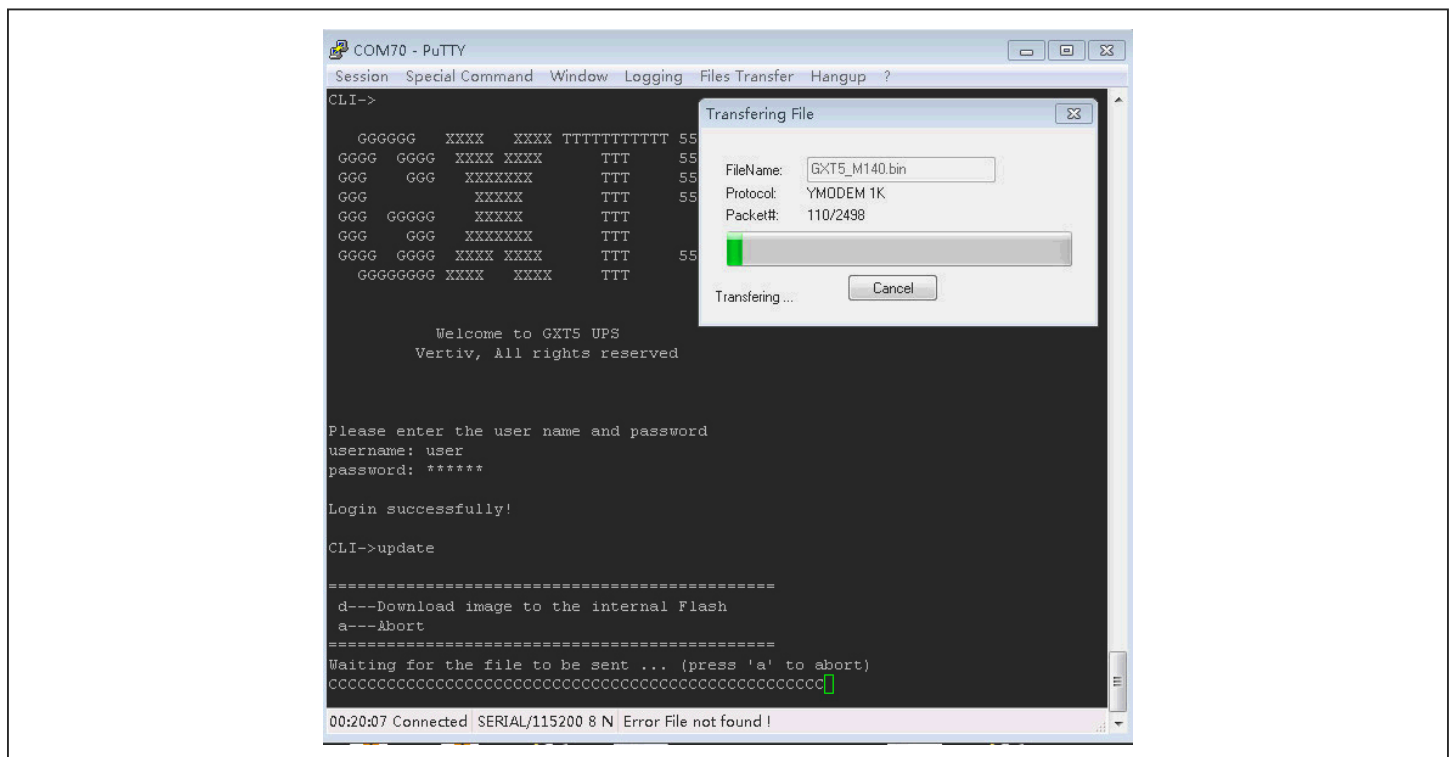 COM70 - PuTTY
Session Special Command Window Logging Files Transfer Hangup ?
CLI->
GGGGGG XXXX XXXX TTTTTTTTTTTT 55
GGGG GGGG XXXX XXXX TTT 55
GGG GGG XXXXXXX TTT 55
GGG XXXXX TTT 55
GGG GGGGG XXXXX TTT
GGG GGG XXXXXXX TTT
GGGG GGGG XXXX XXXX TTT 55
GGGGGGGG XXXX XXXX TTT
Transfering File
FileName: GXT5_M140.bin
Protocol: YMODEM 1K
Packet#: 110/2498
Transfering ...
Cancel
Welcome to GXT5 UPS
Vertiv, All rights reserved
Please enter the user name and password
username: user
password: ******
Login successfully!
CLI->update
==============================================
d---Download image to the internal Flash
a---Abort
==============================================
Waiting for the file to be sent ... (press 'a' to abort)
CCCCCCCCCCCCCCCCCCCCCCCCCCCCCCCCCCCCCCCCCCCCCCCCCCC
00:20:07 Connected SERIAL/115200 8 N Error File not found !